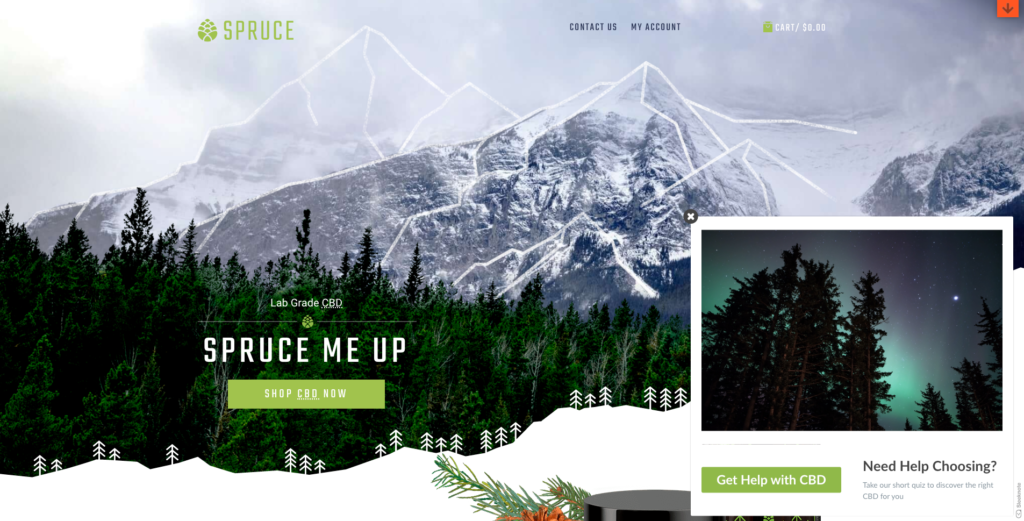 SPRUCE
CONTACT US
MY ACCOUNT
CART/ $0.00
Lab Grade CBD
SPRUCE ME UP
SHOP CBD NOW
Get Help with CBD
Need Help Choosing?
Take our short quiz to discover the right
CBD for you